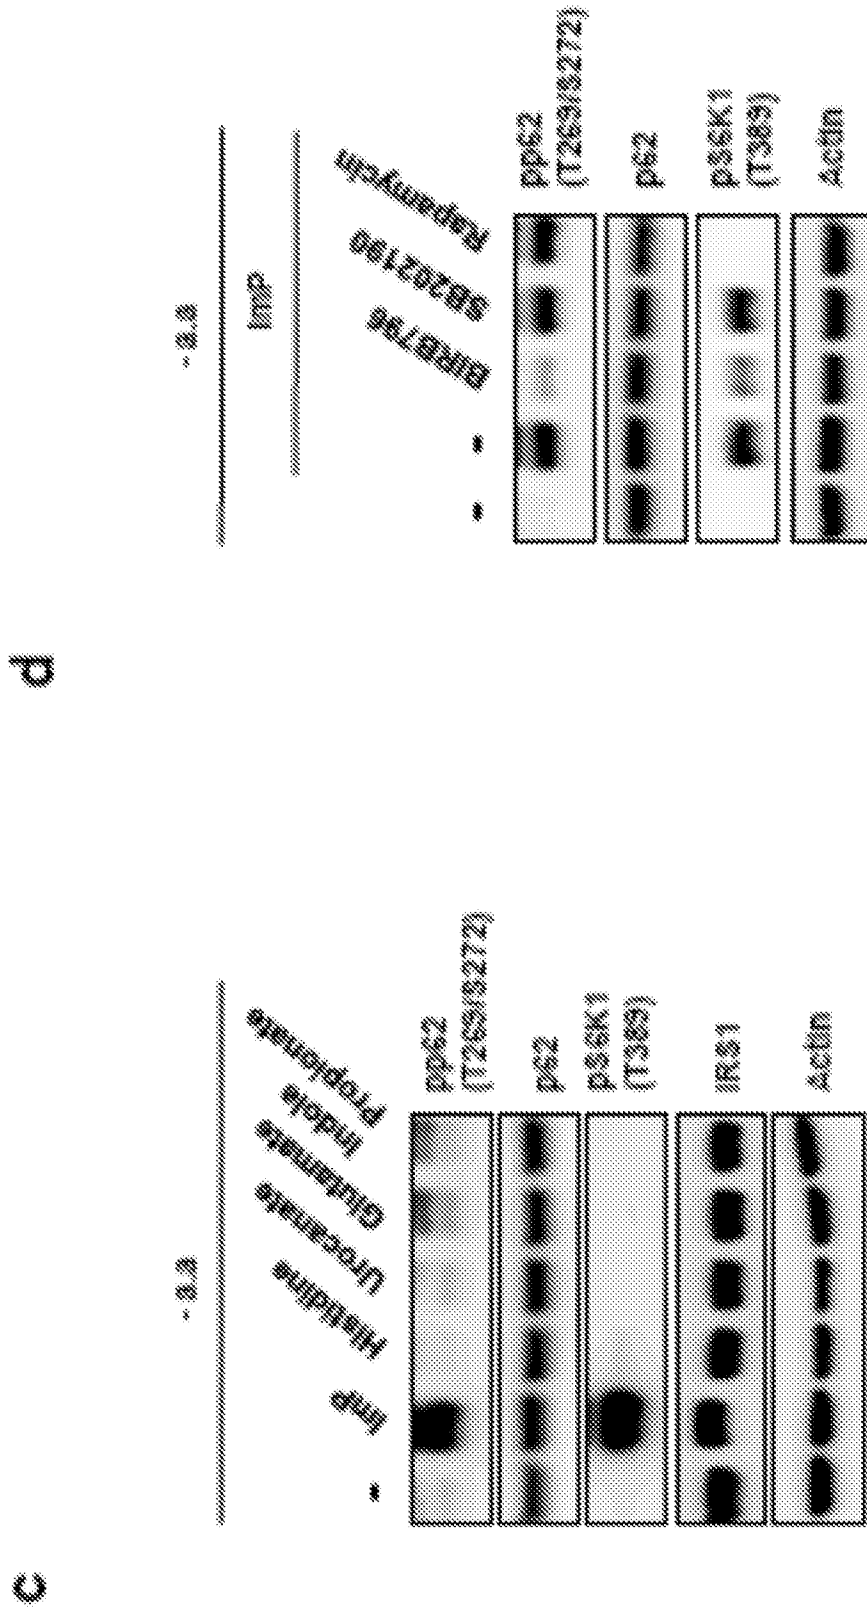 c
- a.a
-
ImP
Histidine
Urocanate
Glutamate
Indole
Propionate
pp62
(T269/S272)
p62
pS6K1
(T389)
IRS1
Actin
d
- a.a
ImP
-
-
BIRB796
SB202190
Rapamycin
pp62
(T269/S272)
p62
pS6K1
(T389)
Actin